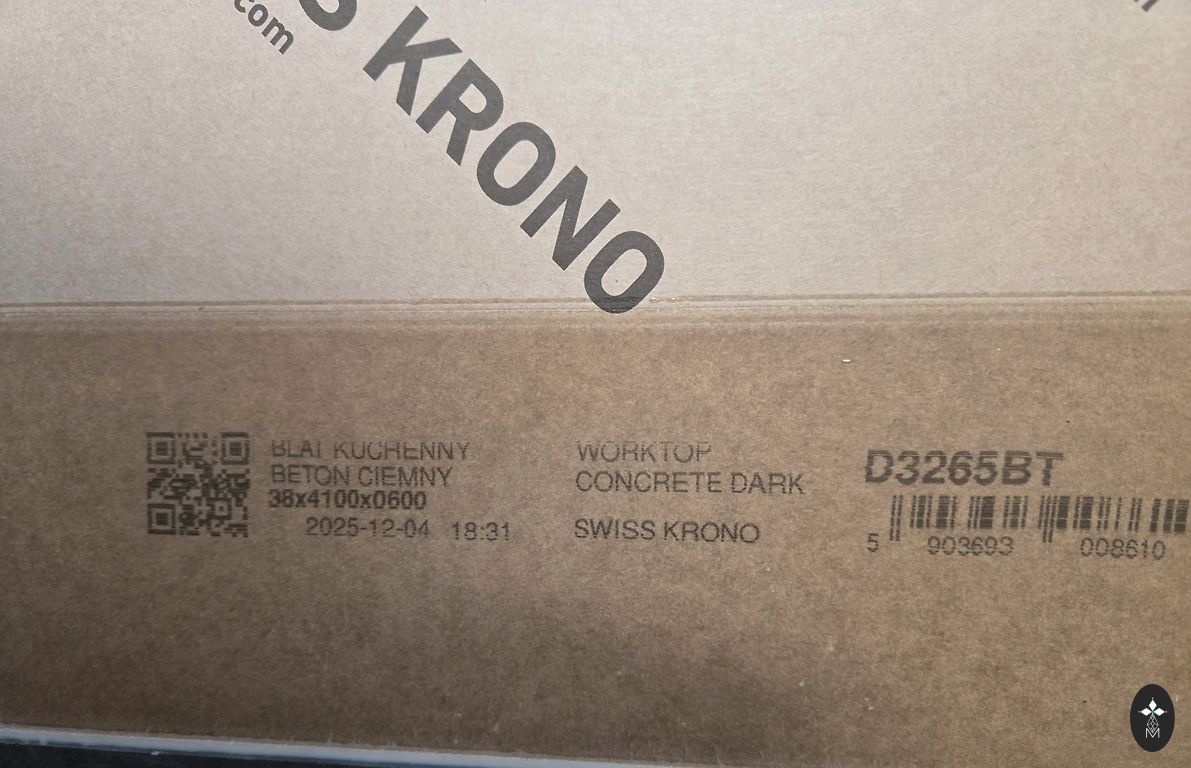 .com
S KRONO
BLAT KUCHENNY
BETON CIEMNY
38x4100x0600
2025-12-04 18:31
WORKTOP
CONCRETE DARK
SWISS KRONO
D3265BT
5 903693 008610